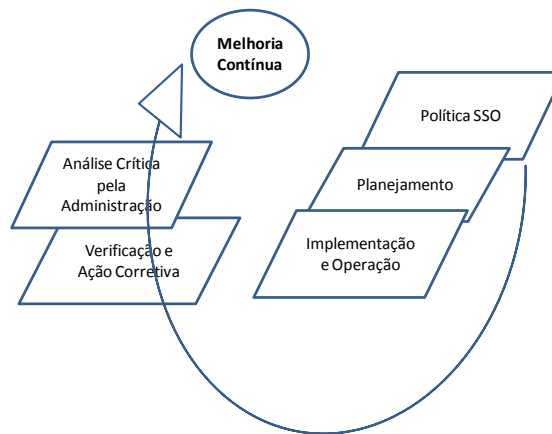 Melhoria
Contínua
Política SSO
Planejamento
Implementação
e Operação
Análise Crítica
pela
Administração
Verificação e
Ação Corretiva